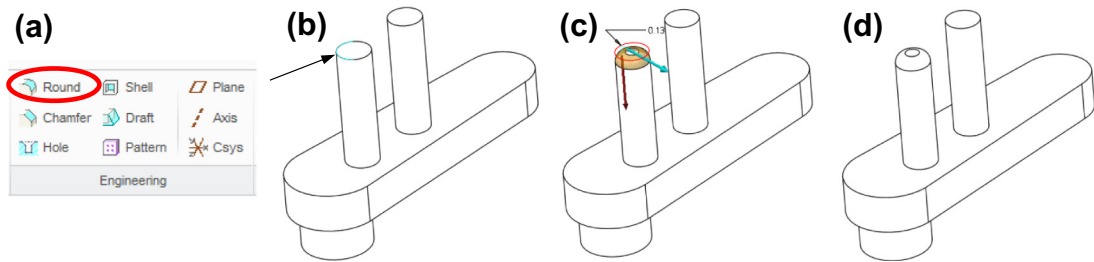 (a)
Round Shell Plane
Chamfer Draft Axis
Hole Pattern Csys
Engineering
(b)
(c)
0.13
(d)